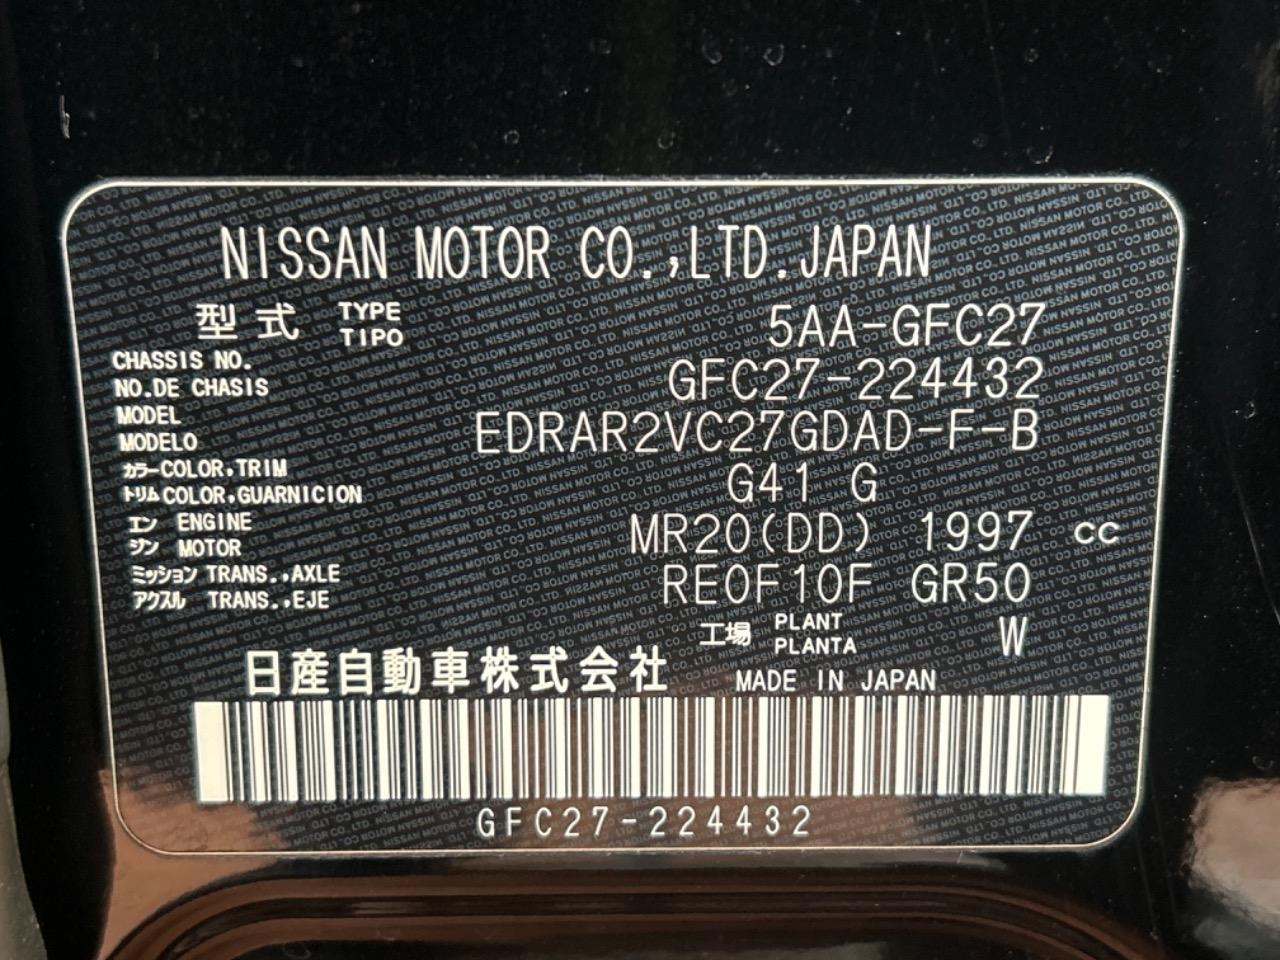 NISSAN MOTOR CO.,LTD.JAPAN
型式 TYPE TIPO 5AA-GFC27
CHASSIS NO.
NO.DE CHASIS GFC27-224432
MODEL
MODELO EDRAR2VC27GDAD-F-B
カラー COLOR,TRIM
トリム COLOR,GUARNICION G41 G
エン ENGINE
ジン MOTOR MR20(DD) 1997 cc
ミッション TRANS.,AXLE
アクスル TRANS.,EJE RE0F10F GR50
工場 PLANT PLANTA W
日産自動車株式会社 MADE IN JAPAN
GFC27-224432